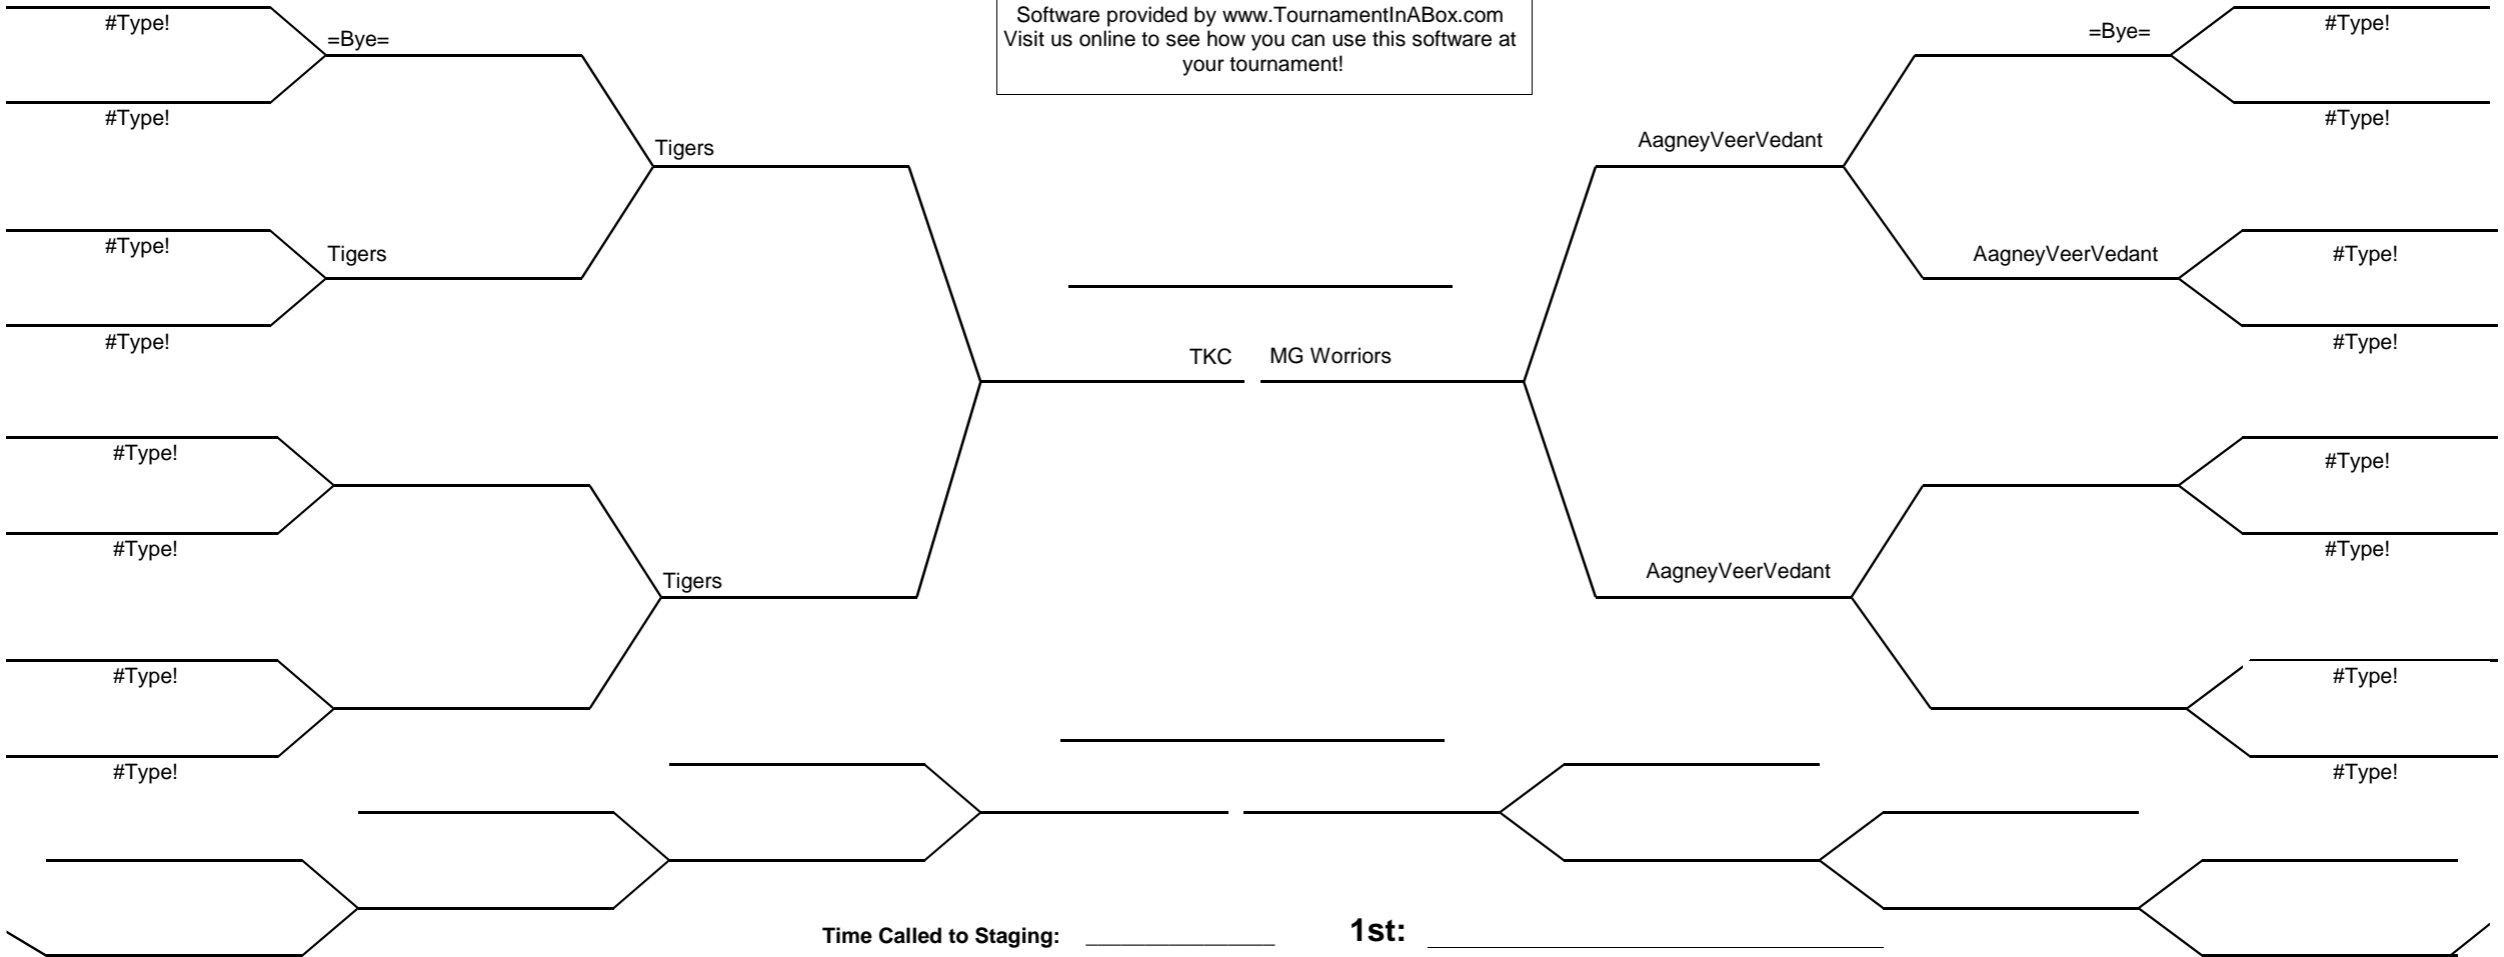 Software provided by www.TournamentInABox.com
Visit us online to see how you can use this software at
your tournament!
#Type!
=Bye=
=Bye=
#Type!
#Type!
#Type!
Tigers
AagneyVeerVedant
#Type!
Tigers
AagneyVeerVedant
#Type!
#Type!
TKC
MG Worriors
#Type!
#Type!
#Type!
#Type!
#Type!
Tigers
AagneyVeerVedant
#Type!
#Type!
#Type!
#Type!
Time Called to Staging: ________________
1st: ________________